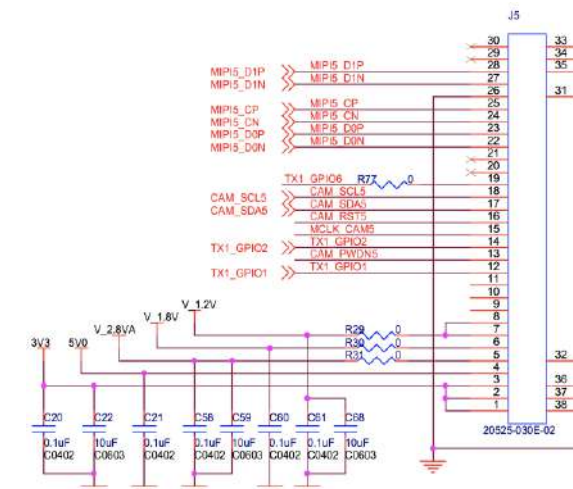 J5
30
29
MIPI5_D1P MIPI5_D1P 28
MIPI5_D1N MIPI5_D1N 27
26
MIPI5_CP MIPI5_CP 25
MIPI5_CN MIPI5_CN 24
MIPI5_D0P MIPI5_D0P 23
MIPI5_D0N MIPI5_D0N 22
21
20
TX1_GPIO6 R77 0 19
CAM_SCL5 CAM_SCL5 18
CAM_SDA5 CAM_SDA5 17
CAM_RST5 16
MCLK_CAM5 15
TX1_GPIO2 TX1_GPIO2 14
CAM_PWDN5 13
TX1_GPIO1 TX1_GPIO1 12
11
10
9
8
7
6
5
4
3
2
1
33
34
35
31
32
36
37
38
20525-030E-02
V_1.2V
V_1.8V
V_2.8VA
3V3 5V0
R29 0
R30 0
R31 0
C20 C22 C21 C58 C59 C60 C61 C68
0.1uF 10uF 0.1uF 0.1uF 10uF 0.1uF 0.1uF 10uF
C0402 C0603 C0402 C0402 C0603 C0402 C0402 C0603